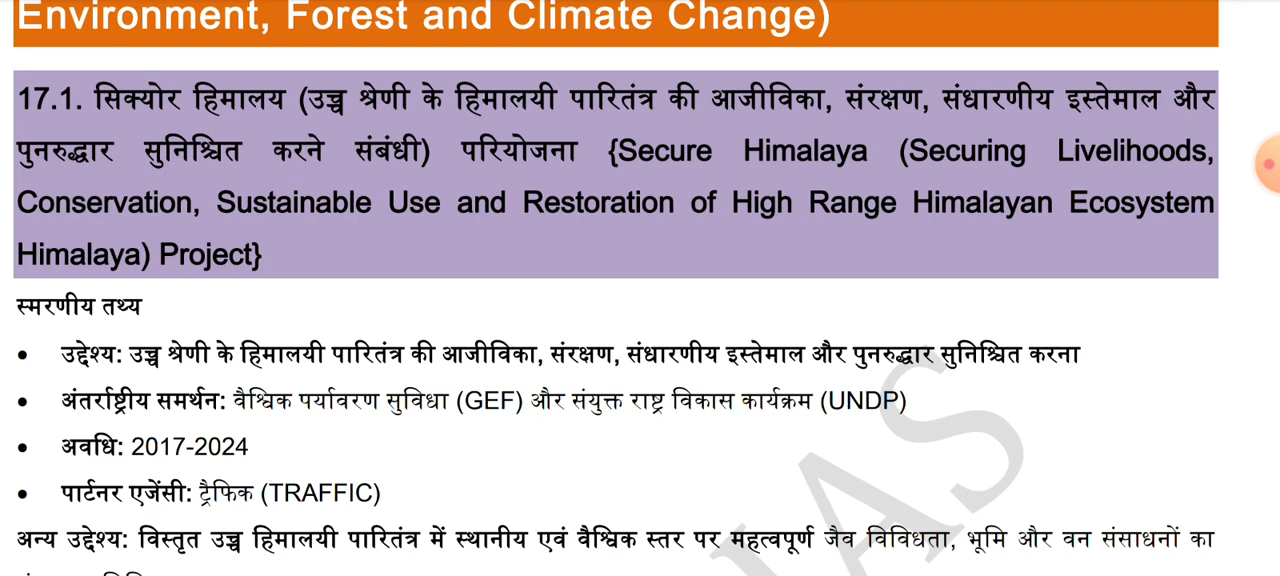 Environment, Forest and Climate Change)
17.1. सिक्योर हिमालय (उच्च श्रेणी के हिमालयी पारितंत्र की आजीविका, संरक्षण, संधारणीय इस्तेमाल और
पुनरुद्धार सुनिश्चित करने संबंधी) परियोजना {Secure Himalaya (Securing Livelihoods,
Conservation, Sustainable Use and Restoration of High Range Himalayan Ecosystem
Himalaya) Project}
स्मरणीय तथ्य
• उद्देश्य: उच्च श्रेणी के हिमालयी पारितंत्र की आजीविका, संरक्षण, संधारणीय इस्तेमाल और पुनरुद्धार सुनिश्चित करना
• अंतर्राष्ट्रीय समर्थन: वैश्विक पर्यावरण सुविधा (GEF) और संयुक्त राष्ट्र विकास कार्यक्रम (UNDP)
• अवधि: 2017-2024
• पार्टनर एजेंसी: ट्रैफिक (TRAFFIC)
अन्य उद्देश्य: विस्तृत उच्च हिमालयी पारितंत्र में स्थानीय एवं वैश्विक स्तर पर महत्वपूर्ण जैव विविधता, भूमि और वन संसाधनों का
IAS